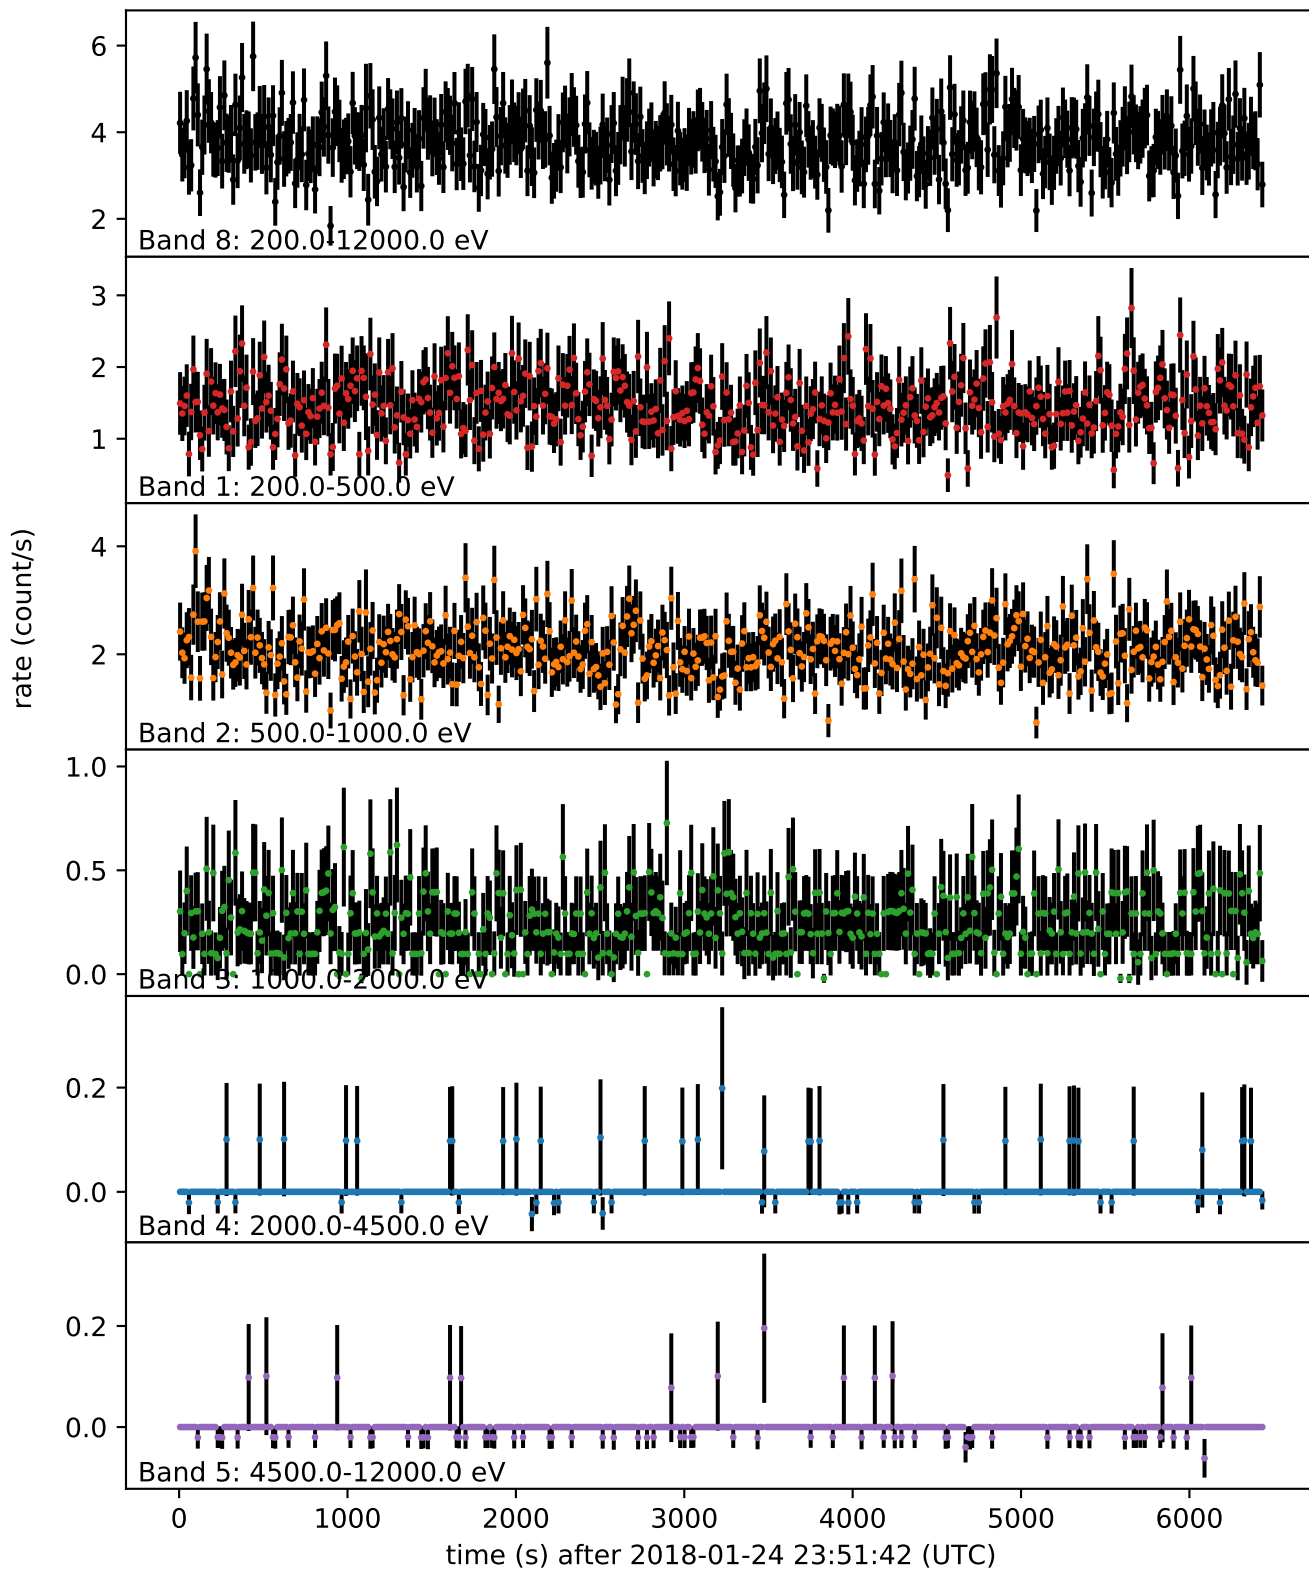 6
4
2
Band 8: 200.0-12000.0 eV
3
2
1
Band 1: 200.0-500.0 eV
4
2
Band 2: 500.0-1000.0 eV
rate (count/s)
1.0
0.5
0.0
Band 3: 1000.0-2000.0 eV
0.2
0.0
Band 4: 2000.0-4500.0 eV
0.2
0.0
Band 5: 4500.0-12000.0 eV
0 1000 2000 3000 4000 5000 6000
time (s) after 2018-01-24 23:51:42 (UTC)